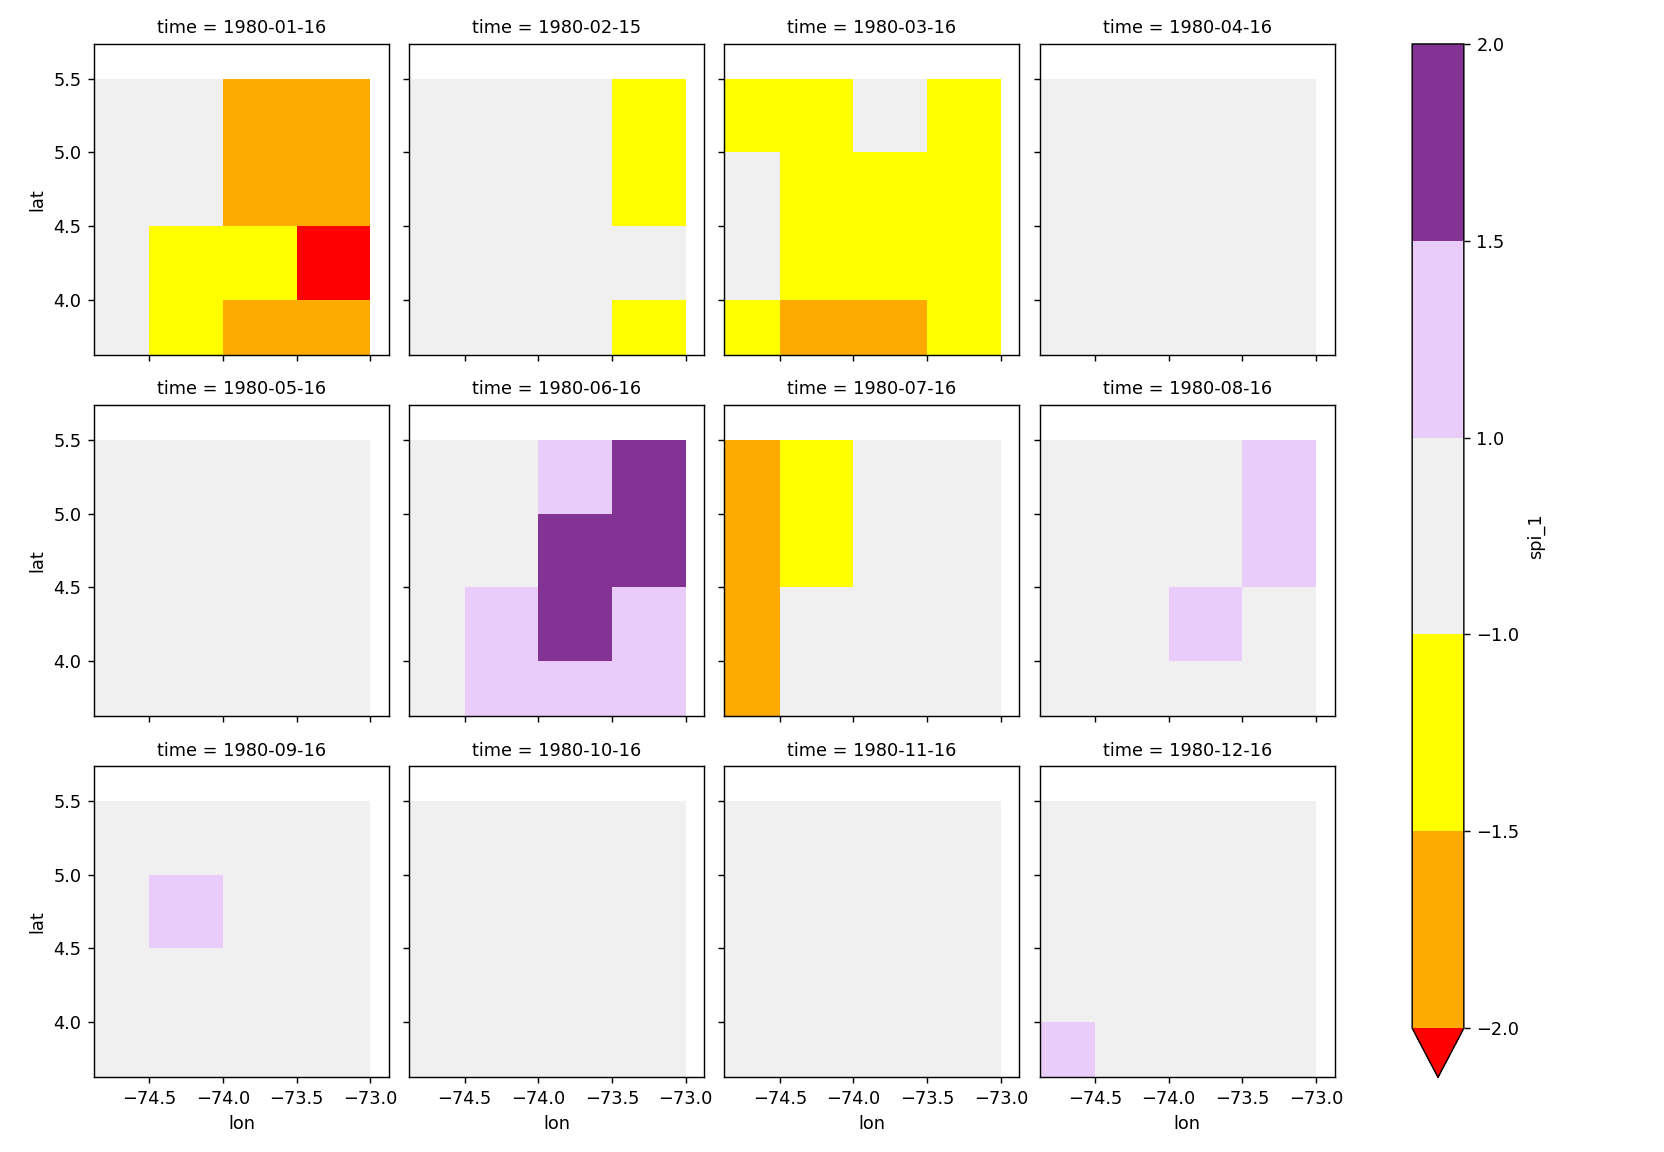 time = 1980-01-16
time = 1980-02-15
time = 1980-03-16
time = 1980-04-16
5.5
5.0
4.5
4.0
lat
time = 1980-05-16
time = 1980-06-16
time = 1980-07-16
time = 1980-08-16
5.5
5.0
4.5
4.0
lat
time = 1980-09-16
time = 1980-10-16
time = 1980-11-16
time = 1980-12-16
5.5
5.0
4.5
4.0
lat
−74.5 −74.0 −73.5 −73.0
lon
−74.5 −74.0 −73.5 −73.0
lon
−74.5 −74.0 −73.5 −73.0
lon
−74.5 −74.0 −73.5 −73.0
lon
2.0
1.5
1.0
−1.0
−1.5
−2.0
spi_1